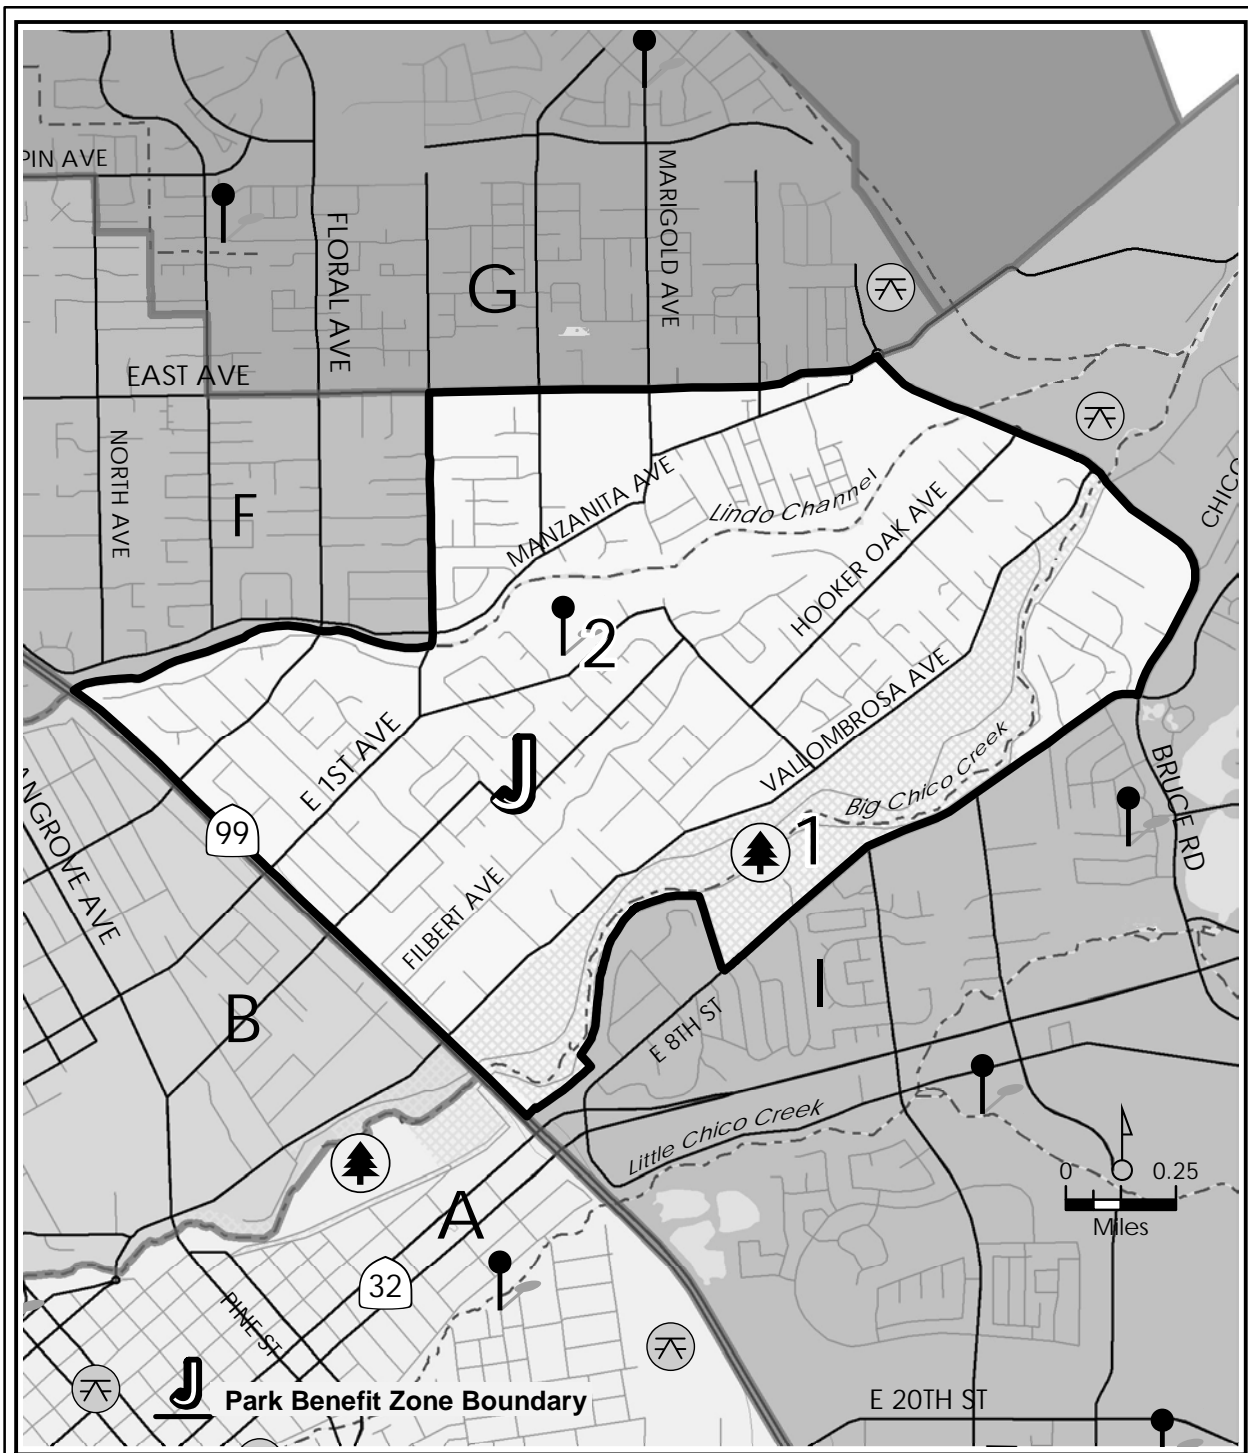 PIN AVE
MARIGOLD AVE
FLORAL AVE
G
EAST AVE
NORTH AVE
F
MANZANITA AVE
Lindo Channel
HOOKER OAK AVE
CHICO
2
VALLOMBROSA AVE
E 1ST AVE
J
Big Chico Creek
BRUCE RD
ANGROVE AVE
99
1
FILBERT AVE
I
B
E 8TH ST
Little Chico Creek
0 0.25
Miles
A
32
PINE ST
J Park Benefit Zone Boundary
E 20TH ST